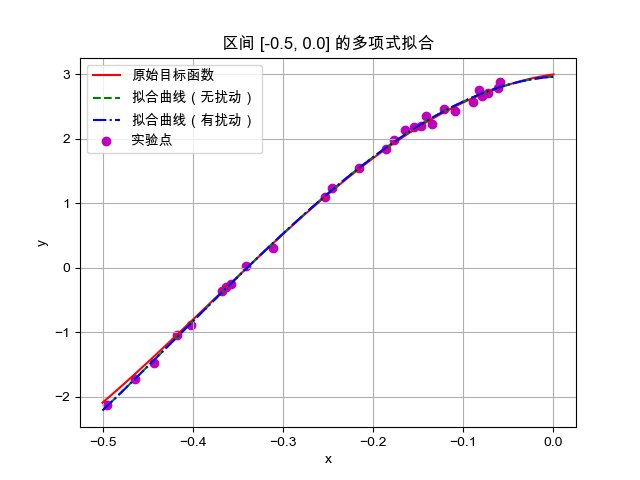 区间 [-0.5, 0.0] 的多项式拟合
原始目标函数
拟合曲线（无扰动）
拟合曲线（有扰动）
实验点
3
2
1
0
−1
−2
y
−0.5 −0.4 −0.3 −0.2 −0.1 0.0
x